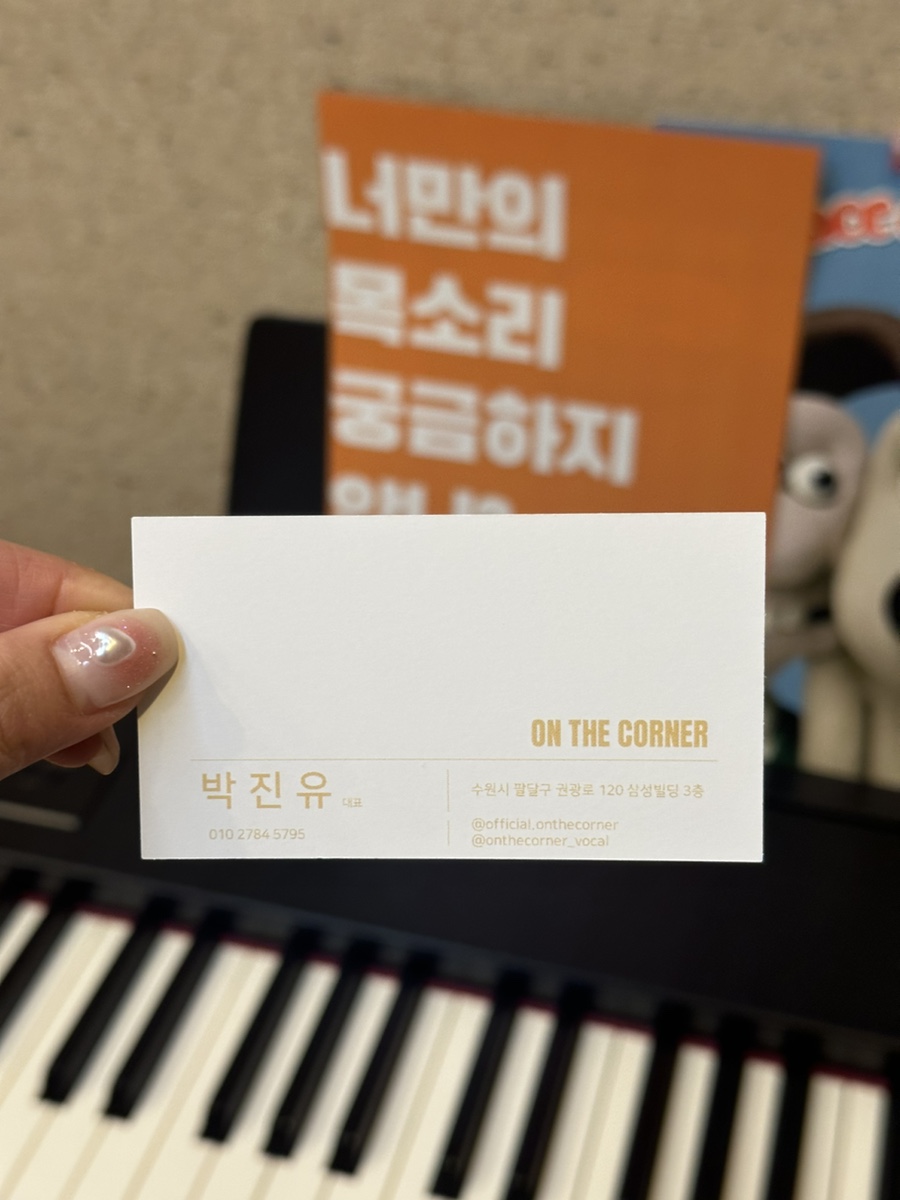 너만의
목소리
궁금하지
ON THE CORNER
박진유 대표
010 2784 5795
수원시 팔달구 권광로 120 삼성빌딩 3층
@official.onthecorner
@onthecorner_vocal